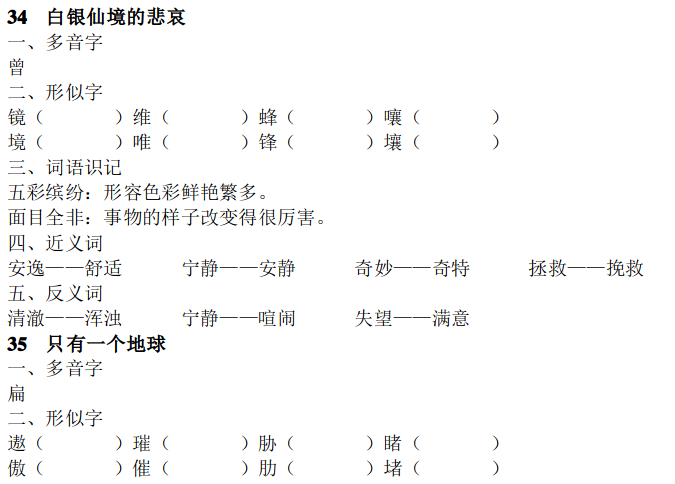 34 白银仙境的悲哀
一、多音字
曾
二、形似字
镜（ ）维（ ）蜂（ ）嚷（ ）
境（ ）唯（ ）锋（ ）壤（ ）
三、词语识记
五彩缤纷：形容色彩鲜艳繁多。
面目全非：事物的样子改变得很厉害。
四、近义词
安逸——舒适 宁静——安静 奇妙——奇特 拯救——挽救
五、反义词
清澈——浑浊 宁静——喧闹 失望——满意
35 只有一个地球
一、多音字
扁
二、形似字
遨（ ）璀（ ）胁（ ）睹（ ）
傲（ ）催（ ）肋（ ）堵（ ）